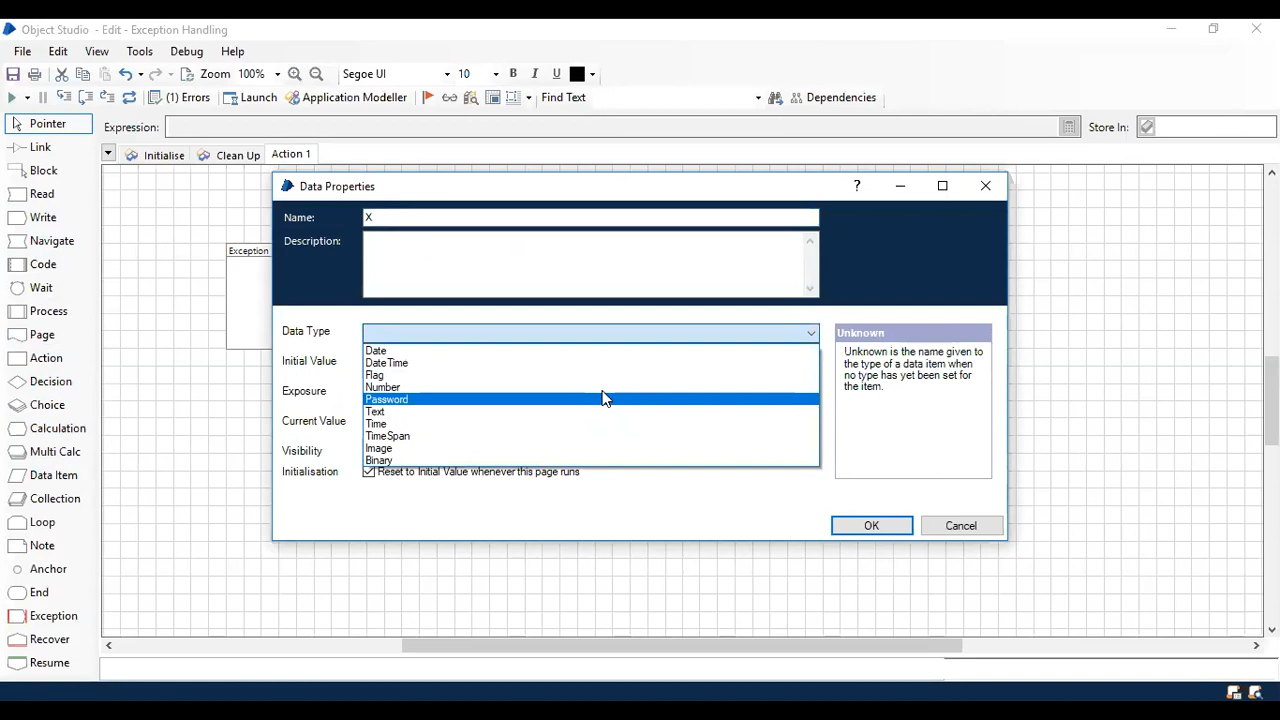 Object Studio - Edit - Exception Handling
File Edit View Tools Debug Help
Zoom 100% Segoe UI 10 B I U
(1) Errors Launch Application Modeller Find Text Dependencies
Pointer
Expression:
Store In:
Link
Initialise Clean Up Action 1
Block
Read
Write
Navigate
Code
Wait
Process
Page
Action
Decision
Choice
Calculation
Multi Calc
Data Item
Collection
Loop
Note
Anchor
End
Exception
Recover
Resume
Exception
Data Properties ?
Name: X
Description:
Data Type
Date
DateTime
Flag
Number
Password
Text
Time
TimeSpan
Image
Binary
Initial Value
Exposure
Current Value
Visibility
Initialisation Reset to Initial Value whenever this page runs
Unknown
Unknown is the name given to
the type of a data item when
no type has yet been set for
the item.
OK Cancel